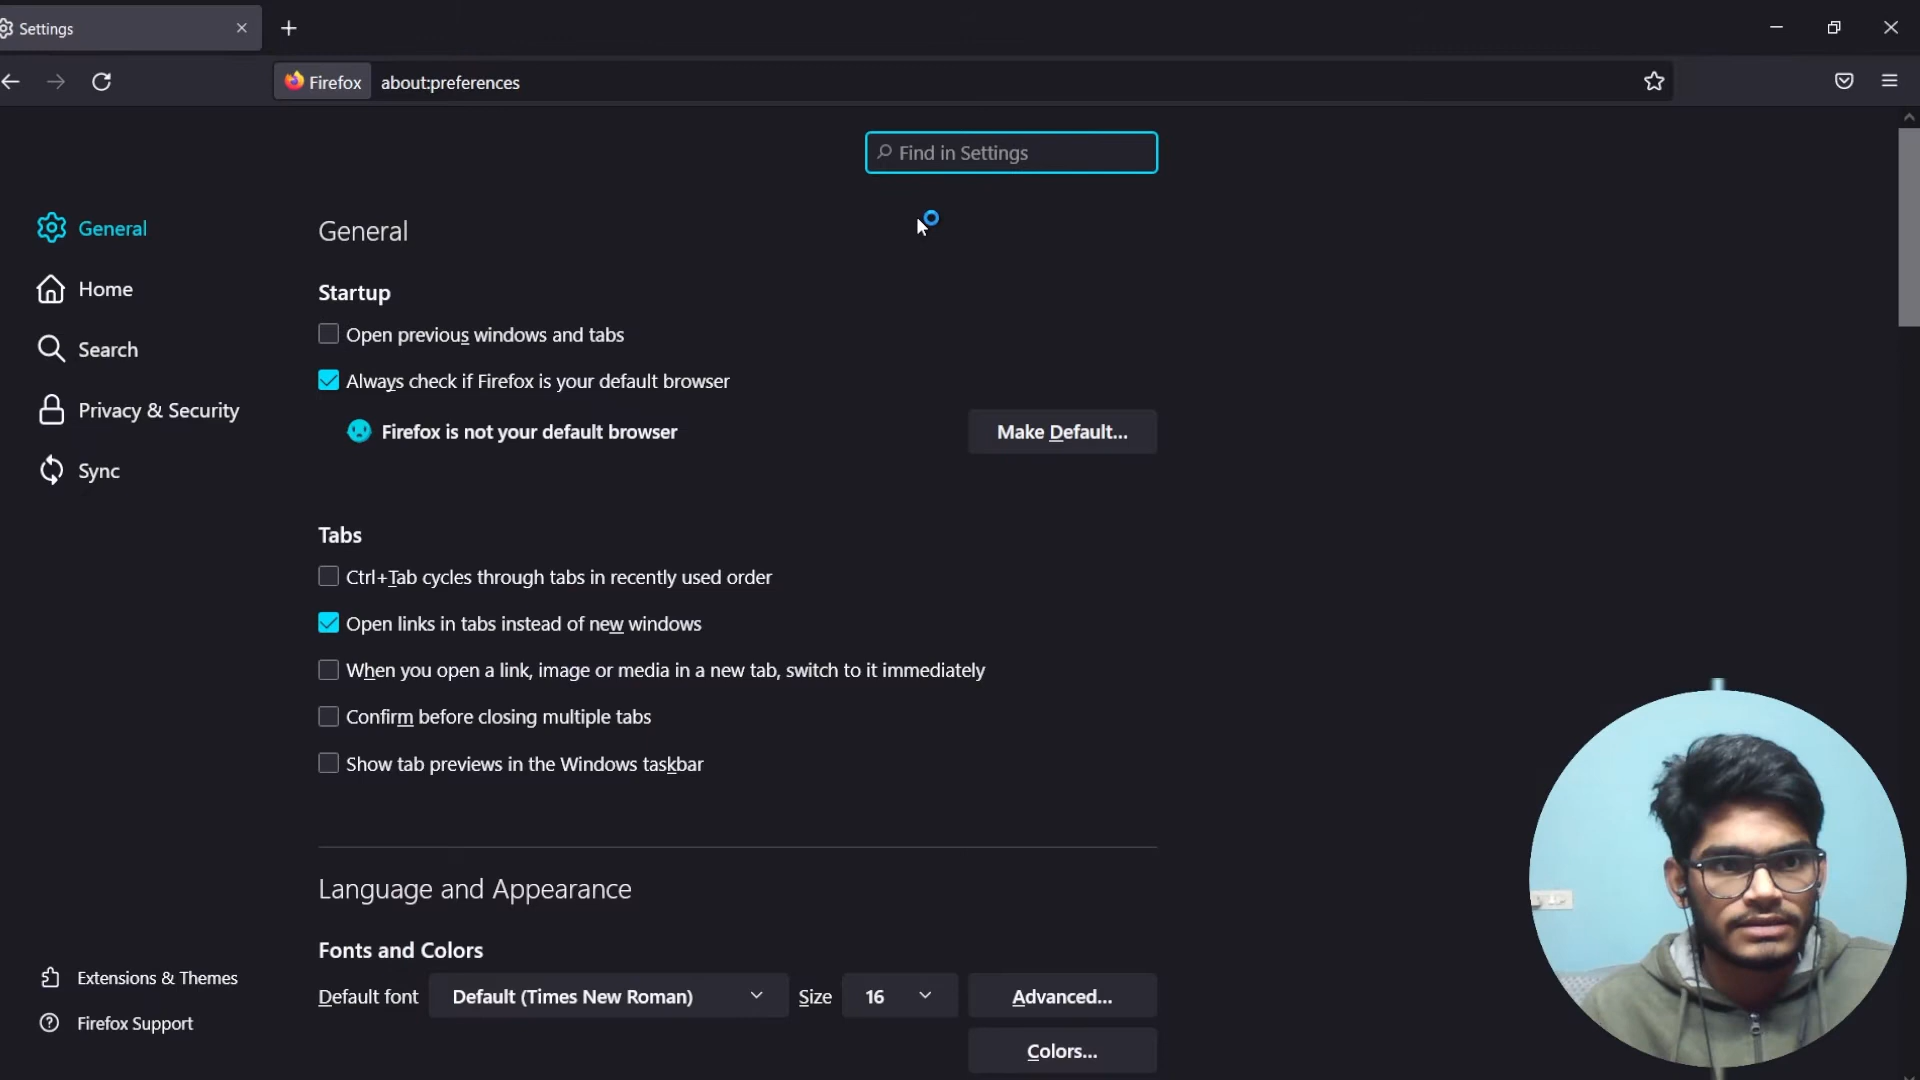 Settings
Firefox about:preferences
Find in Settings
General
Home
Search
Privacy & Security
Sync
Extensions & Themes
Firefox Support
General
Startup
Open previous windows and tabs
Always check if Firefox is your default browser
Firefox is not your default browser
Make Default...
Tabs
Ctrl+Tab cycles through tabs in recently used order
Open links in tabs instead of new windows
When you open a link, image or media in a new tab, switch to it immediately
Confirm before closing multiple tabs
Show tab previews in the Windows taskbar
Language and Appearance
Fonts and Colors
Default font Default (Times New Roman) Size 16 Advanced...
Colors...